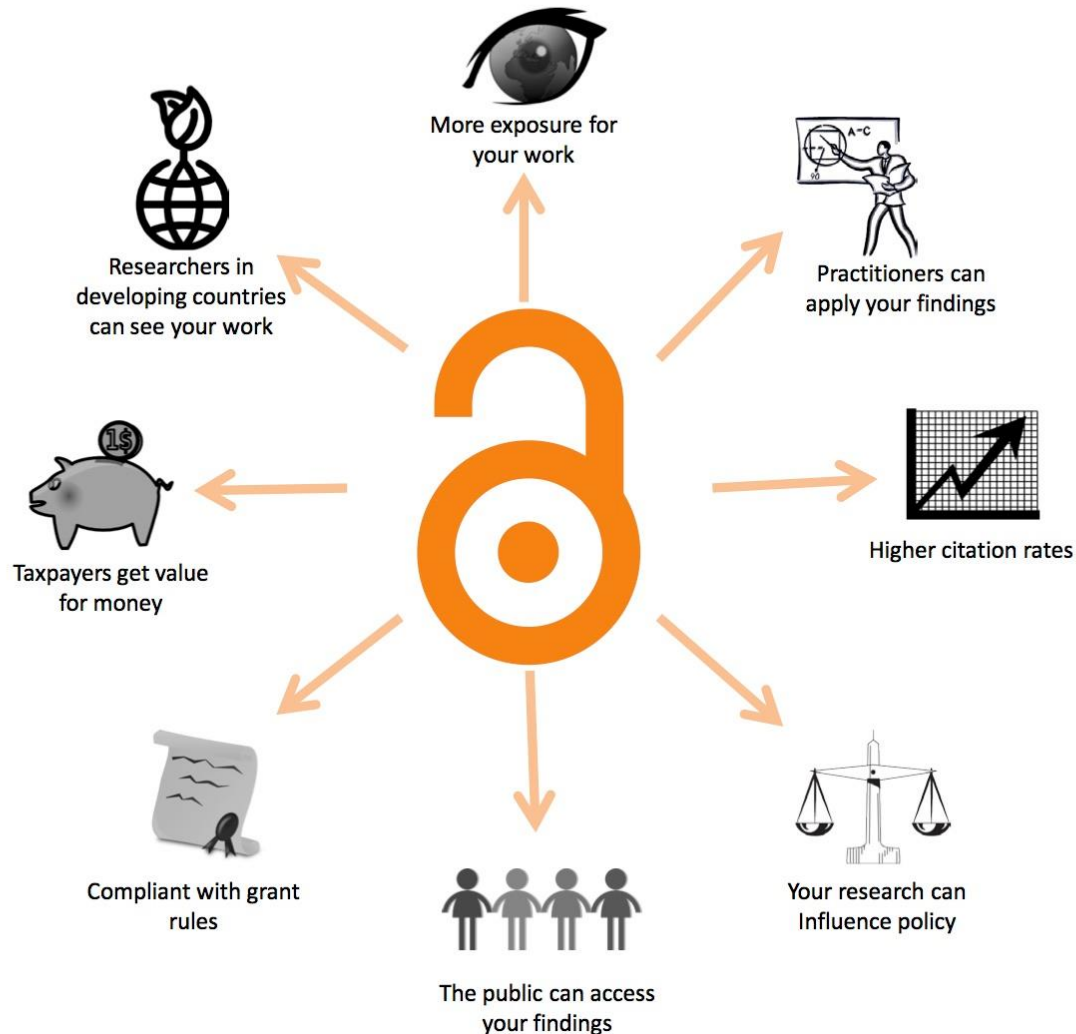 More exposure for
your work
A-C
90
Practitioners can
apply your findings
Researchers in
developing countries
can see your work
1$
Higher citation rates
Taxpayers get value
for money
Your research can
Influence policy
Compliant with grant
rules
The public can access
your findings